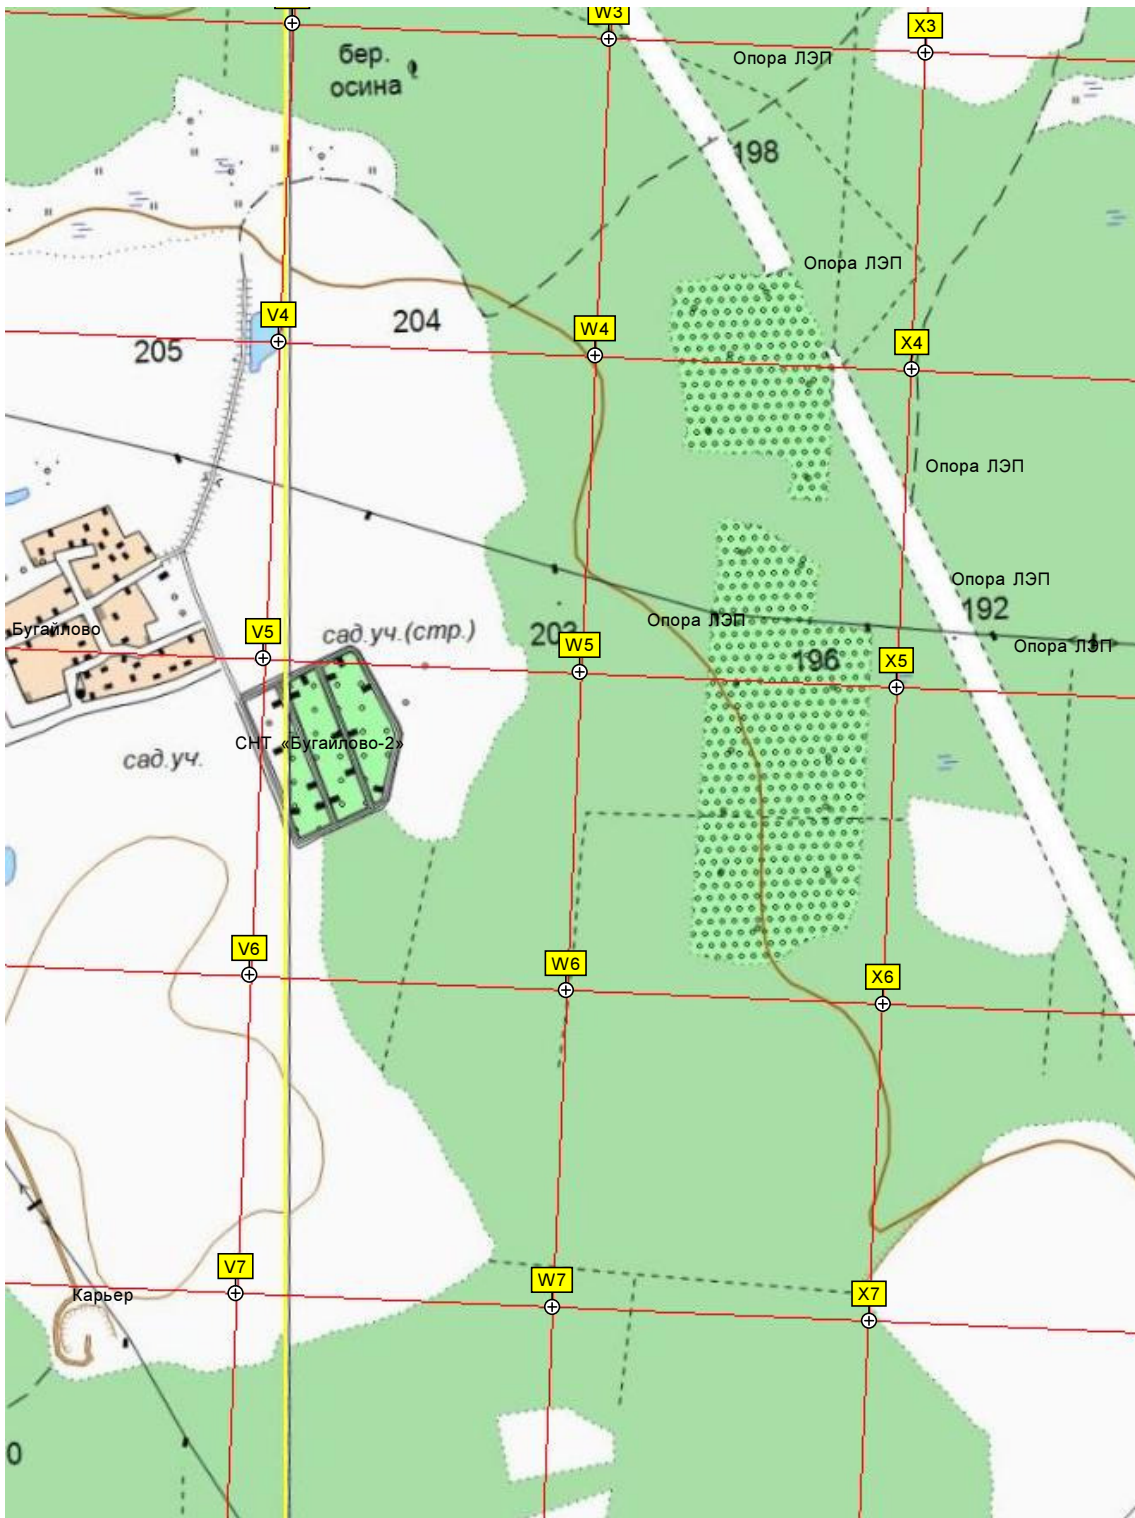 W3
X3
бер.
осина
Опора ЛЭП
198
Опора ЛЭП
V4
204
W4
X4
205
Опора ЛЭП
Опора ЛЭП
192
Бугайлово
V5
сад.уч.(стр.)
203
W5
Опора ЛЭП
Опора ЛЭП
196
X5
сад.уч.
СНТ «Бугайлово-2»
V6
W6
X6
V7
W7
X7
Карьер
0